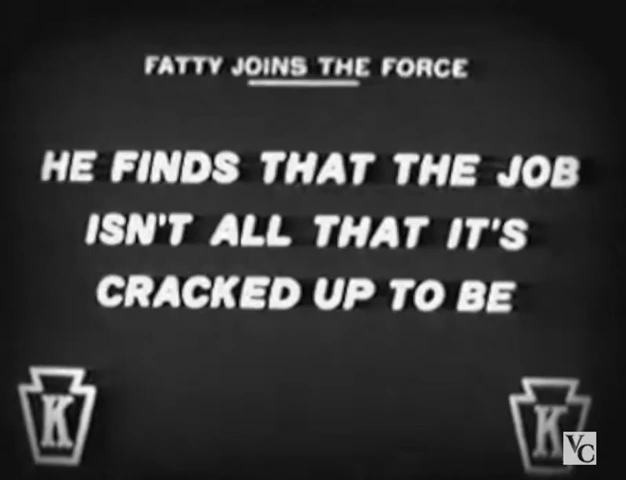 FATTY JOINS THE FORCE
HE FINDS THAT THE JOB
ISN'T ALL THAT IT'S
CRACKED UP TO BE
K
K
VC